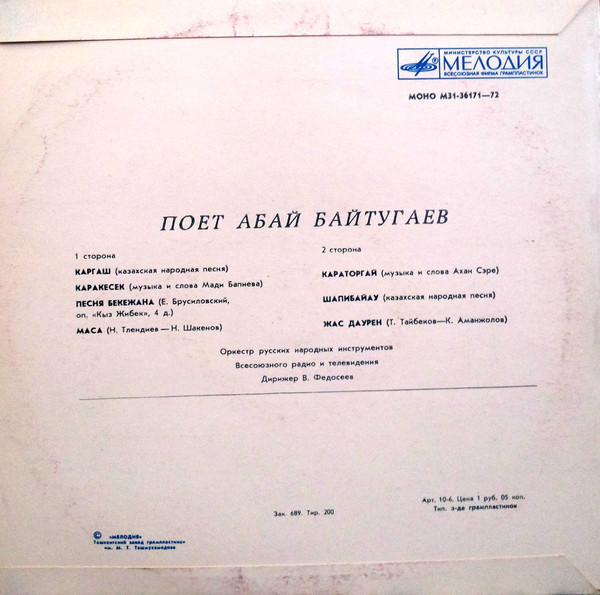 МИНИСТЕРСТВО КУЛЬТУРЫ СССР
МЕЛОДИЯ
ВСЕСОЮЗНАЯ ФИРМА ГРАМПЛАСТИНОК
МОНО М31-36171—72
ПОЕТ АБАЙ БАЙТУГАЕВ
1 сторона
КАРГАШ (казахская народная песня)
КАРАКЕСЕК (музыка и слова Мади Бапиева)
ПЕСНЯ БЕКЕЖАНА (Е. Брусиловский,
оп. «Кыз Жибек», 4 д.)
МАСА (Н. Тлендиев — Н. Шакенов)
2 сторона
КАРАТОРГАЙ (музыка и слова Ахан Сэре)
ШАПИБАЙАУ (казахская народная песня)
ЖАС ДАУРЕН (Т. Тайбеков—К. Аманжолов)
Оркестр русских народных инструментов
Всесоюзного радио и телевидения
Дирижер В. Федосеев
Арт. 10-6. Цена 1 руб. 05 коп.
Тип. з-да грампластинок
Зак. 689. Тир. 200
© «МЕЛОДИЯ»
Ташкентский завод грампластинок
им. М. Т. Ташмухамедова